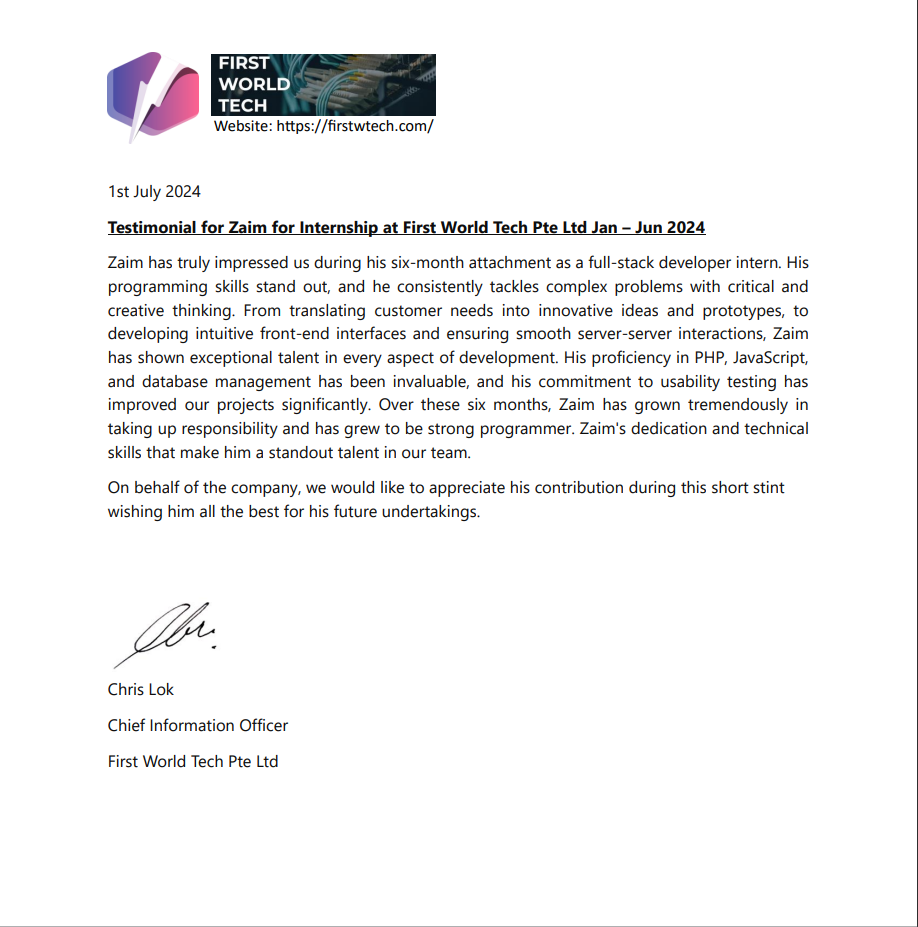 FIRST
WORLD
TECH
Website: https://firstwtech.com/
1st July 2024
Testimonial for Zaim for Internship at First World Tech Pte Ltd Jan – Jun 2024
Zaim has truly impressed us during his six-month attachment as a full-stack developer intern. His
programming skills stand out, and he consistently tackles complex problems with critical and
creative thinking. From translating customer needs into innovative ideas and prototypes, to
developing intuitive front-end interfaces and ensuring smooth server-server interactions, Zaim
has shown exceptional talent in every aspect of development. His proficiency in PHP, JavaScript,
and database management has been invaluable, and his commitment to usability testing has
improved our projects significantly. Over these six months, Zaim has grown tremendously in
taking up responsibility and has grew to be strong programmer. Zaim's dedication and technical
skills that make him a standout talent in our team.
On behalf of the company, we would like to appreciate his contribution during this short stint
wishing him all the best for his future undertakings.
Chris Lok
Chief Information Officer
First World Tech Pte Ltd